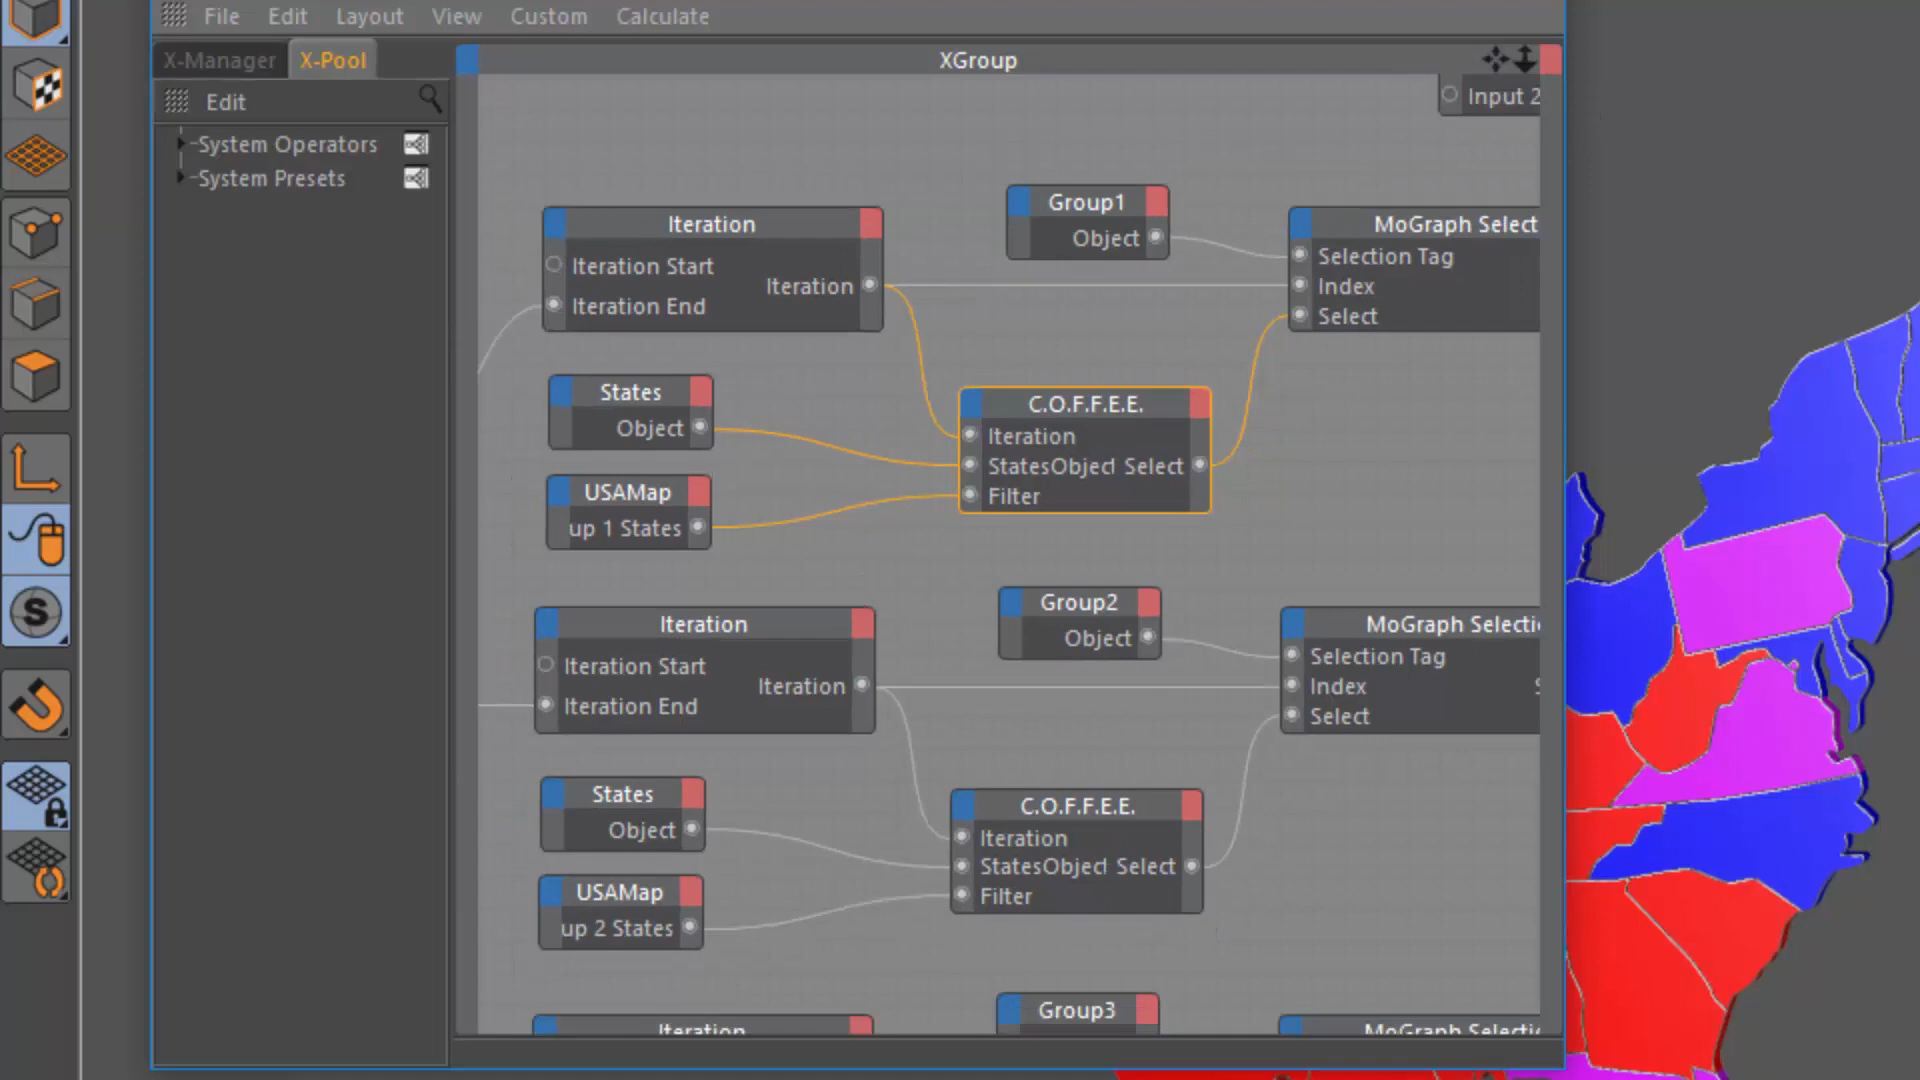 File Edit Layout View Custom Calculate
X-Manager X-Pool
Edit
System Operators
System Presets
XGroup
Input 2
Iteration
Iteration Start
Iteration
Iteration End
Group1
Object
MoGraph Select
Selection Tag
Index
Select
States
Object
USAMap
up 1 States
C.O.F.F.E.E.
Iteration
StatesObject Select
Filter
Iteration
Iteration Start
Iteration
Iteration End
Group2
Object
MoGraph Selecti
Selection Tag
Index
S
Select
States
Object
USAMap
up 2 States
C.O.F.F.E.E.
Iteration
StatesObject Select
Filter
Iteration
Group3
MoGraph Selecti
S